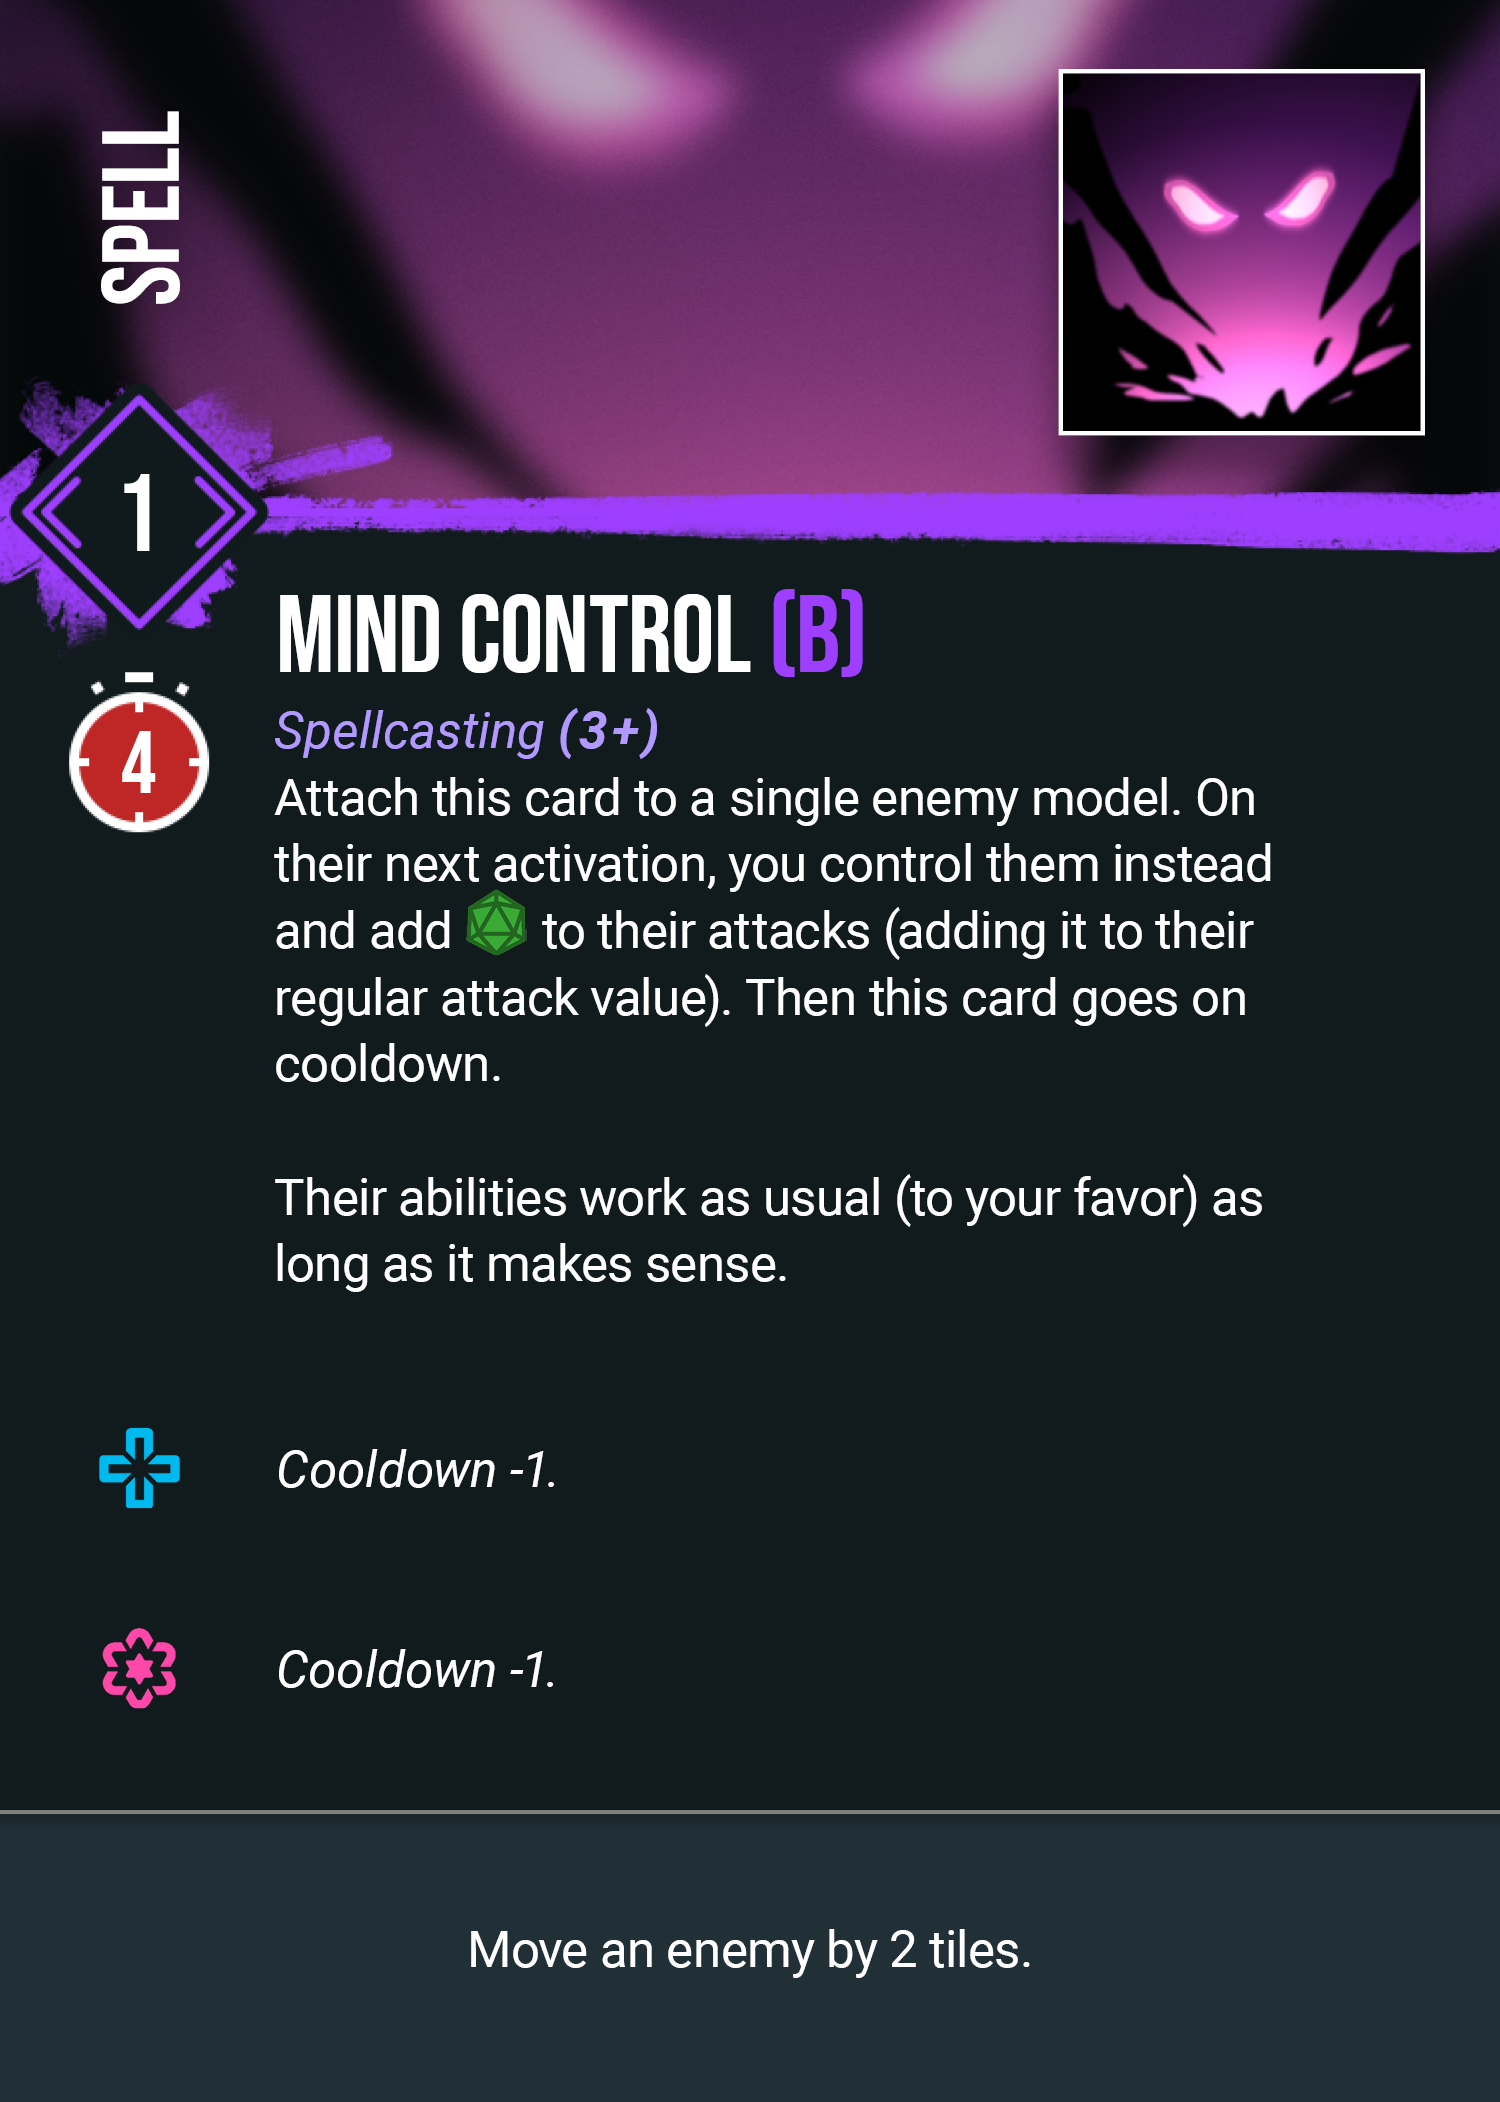 SPELL
1
MIND CONTROL (B)
4
Spellcasting (3+)
Attach this card to a single enemy model. On
their next activation, you control them instead
and add to their attacks (adding it to their
regular attack value). Then this card goes on
cooldown.
Their abilities work as usual (to your favor) as
long as it makes sense.
Cooldown -1.
Cooldown -1.
Move an enemy by 2 tiles.